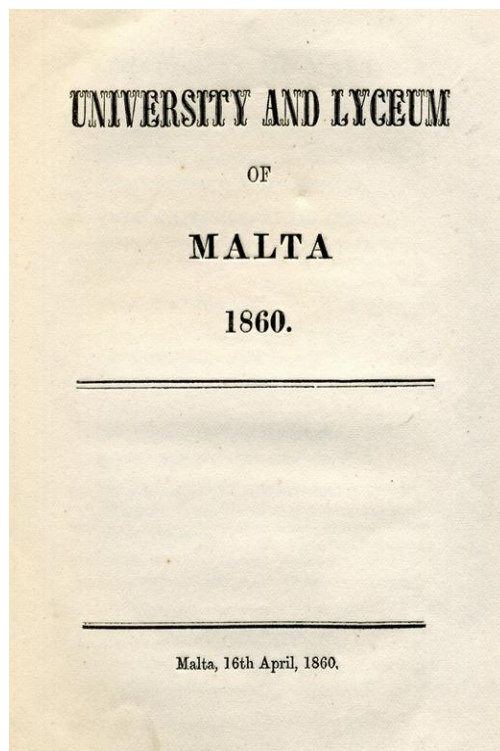 UNIVERSITY AND LYCEUM
OF
MALTA
1860.
Malta, 16th April, 1860.